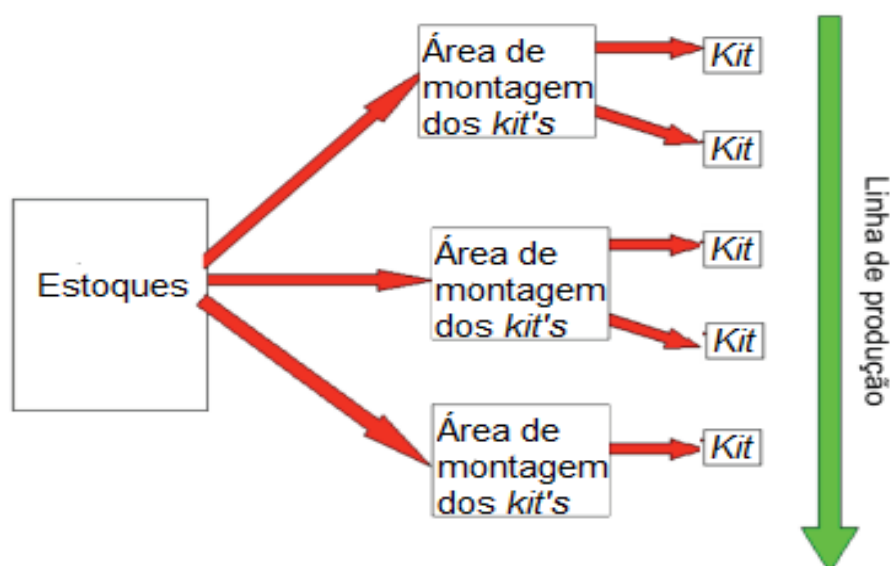 Área de
montagem
dos kit's
Kit
Kit
Estoques
Área de
montagem
dos kit's
Kit
Kit
Área de
montagem
dos kit's
Kit
Linha de produção